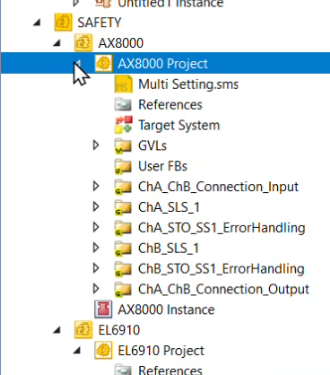 Untitled1 Instance
SAFETY
AX8000
AX8000 Project
Multi Setting.sms
References
Target System
GVLs
User FBs
ChA_ChB_Connection_Input
ChA_SLS_1
ChA_STO_SS1_ErrorHandling
ChB_SLS_1
ChB_STO_SS1_ErrorHandling
ChA_ChB_Connection_Output
AX8000 Instance
EL6910
EL6910 Project
References